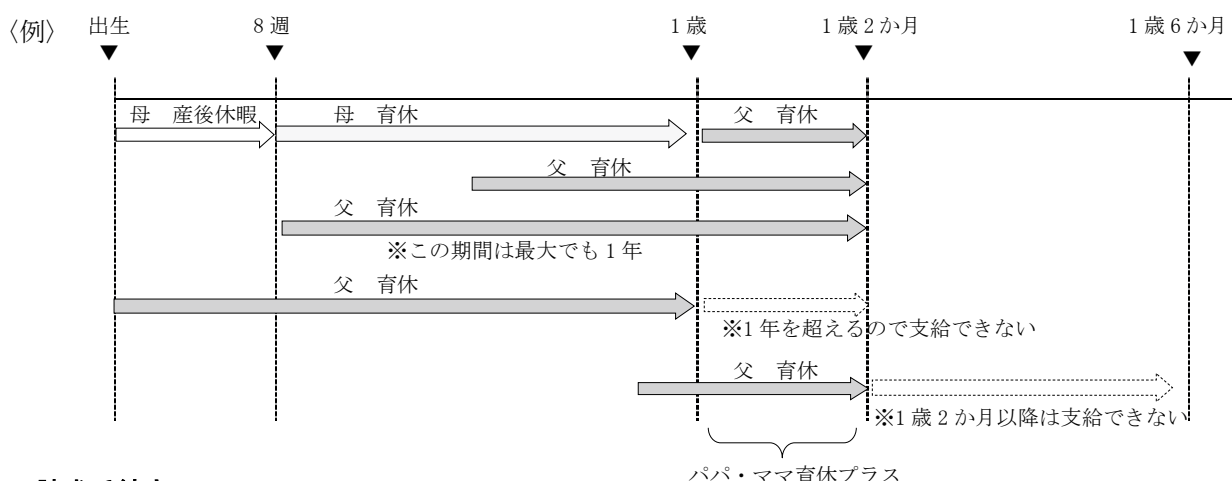 〈例〉 出生 8週 1歳 1歳2か月 1歳6か月
母 産後休暇 母 育休 父 育休
父 育休
父 育休
※この期間は最大でも1年
父 育休
※1年を超えるので支給できない
父 育休
※1歳2か月以降は支給できない
パパ・ママ育休プラス